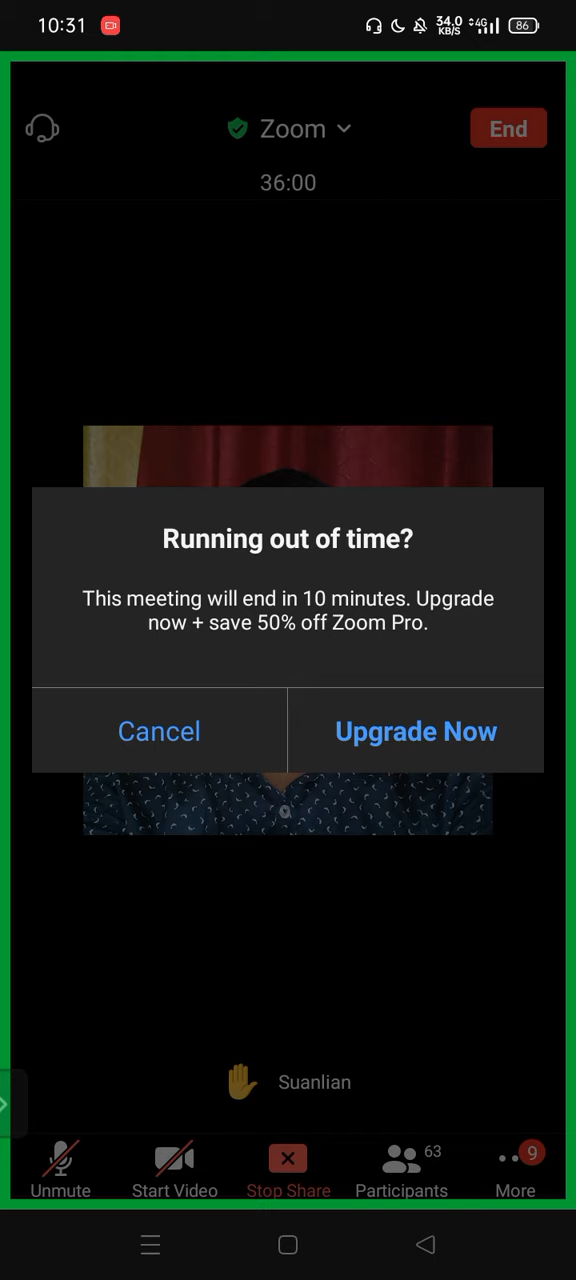 10:31
34.0
KB/S
4G
86
Zoom
End
36:00
Running out of time?
This meeting will end in 10 minutes. Upgrade
now + save 50% off Zoom Pro.
Cancel
Upgrade Now
Suanlian
63
9
Unmute
Start Video
Stop Share
Participants
More